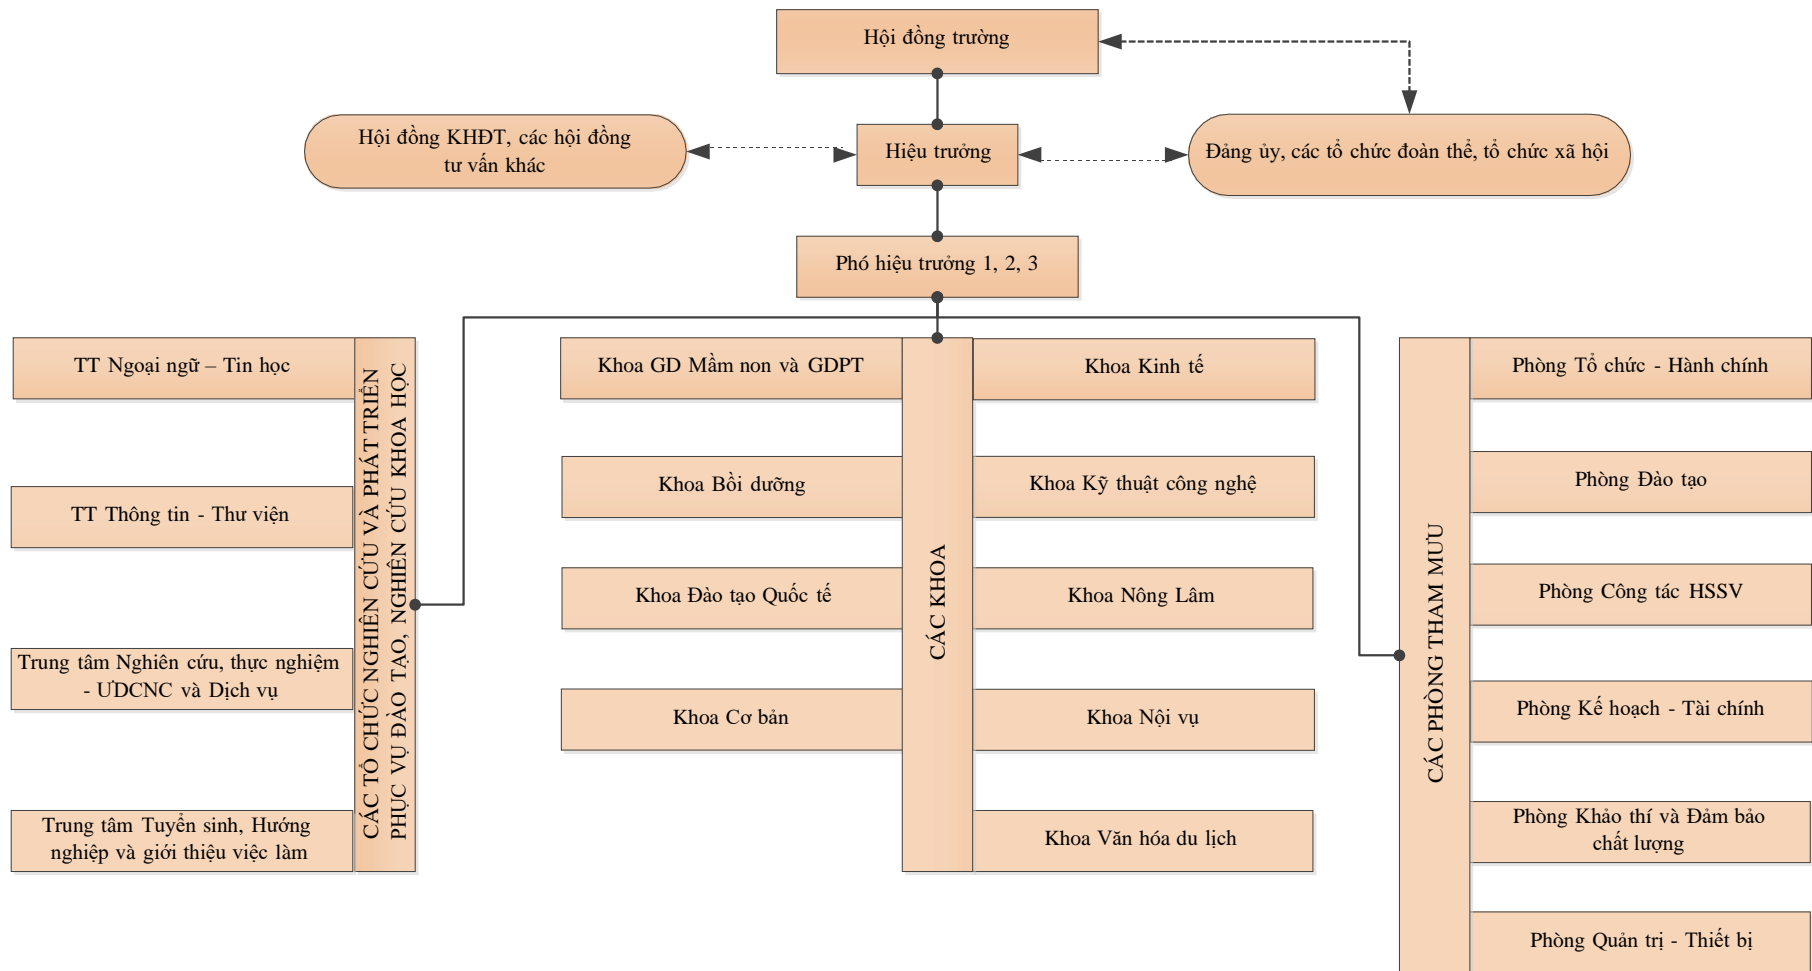 Hội đồng trường
Hội đồng KHĐT, các hội đồng
tư vấn khác
Hiệu trưởng
Đảng ủy, các tổ chức đoàn thể, tổ chức xã hội
Phó hiệu trưởng 1, 2, 3
CÁC TỔ CHỨC NGHIÊN CỨU VÀ PHÁT TRIỂN
PHỤC VỤ ĐÀO TẠO, NGHIÊN CỨU KHOA HỌC
TT Ngoại ngữ – Tin học
TT Thông tin - Thư viện
Trung tâm Nghiên cứu, thực nghiệm
- ƯDCNC và Dịch vụ
Trung tâm Tuyển sinh, Hướng
nghiệp và giới thiệu việc làm
CÁC KHOA
Khoa GD Mầm non và GDPT
Khoa Bồi dưỡng
Khoa Đào tạo Quốc tế
Khoa Cơ bản
Khoa Kinh tế
Khoa Kỹ thuật công nghệ
Khoa Nông Lâm
Khoa Nội vụ
Khoa Văn hóa du lịch
CÁC PHÒNG THAM MƯU
Phòng Tổ chức - Hành chính
Phòng Đào tạo
Phòng Công tác HSSV
Phòng Kế hoạch - Tài chính
Phòng Khảo thí và Đảm bảo
chất lượng
Phòng Quản trị - Thiết bị